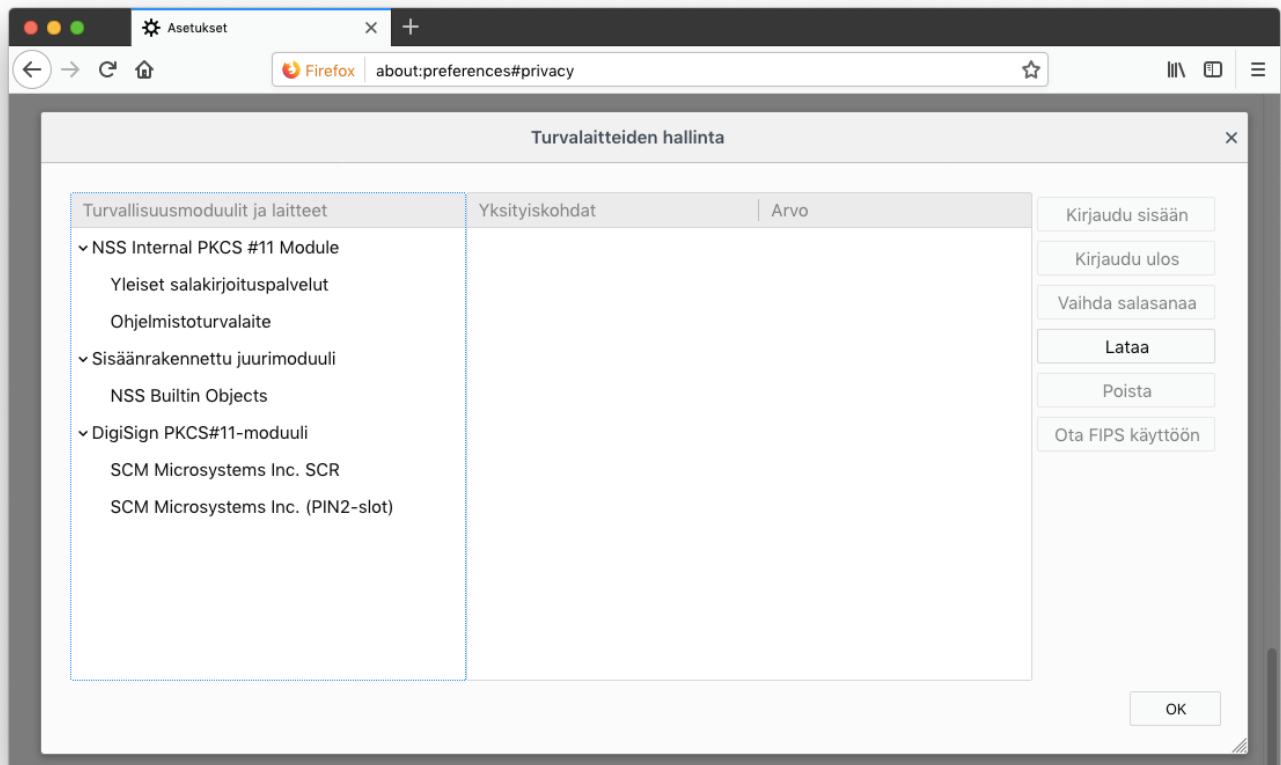 Asetukset
Firefox about:preferences#privacy
Turvalaitteiden hallinta
Turvallisuusmoduulit ja laitteet Yksityiskohdat Arvo
NSS Internal PKCS #11 Module
Yleiset salakirjoituspalvelut
Ohjelmistoturvalaite
Sisäänrakennettu juurimoduuli
NSS Builtin Objects
DigiSign PKCS#11-moduuli
SCM Microsystems Inc. SCR
SCM Microsystems Inc. (PIN2-slot)
Kirjaudu sisään
Kirjaudu ulos
Vaihda salasanaa
Lataa
Poista
Ota FIPS käyttöön
OK